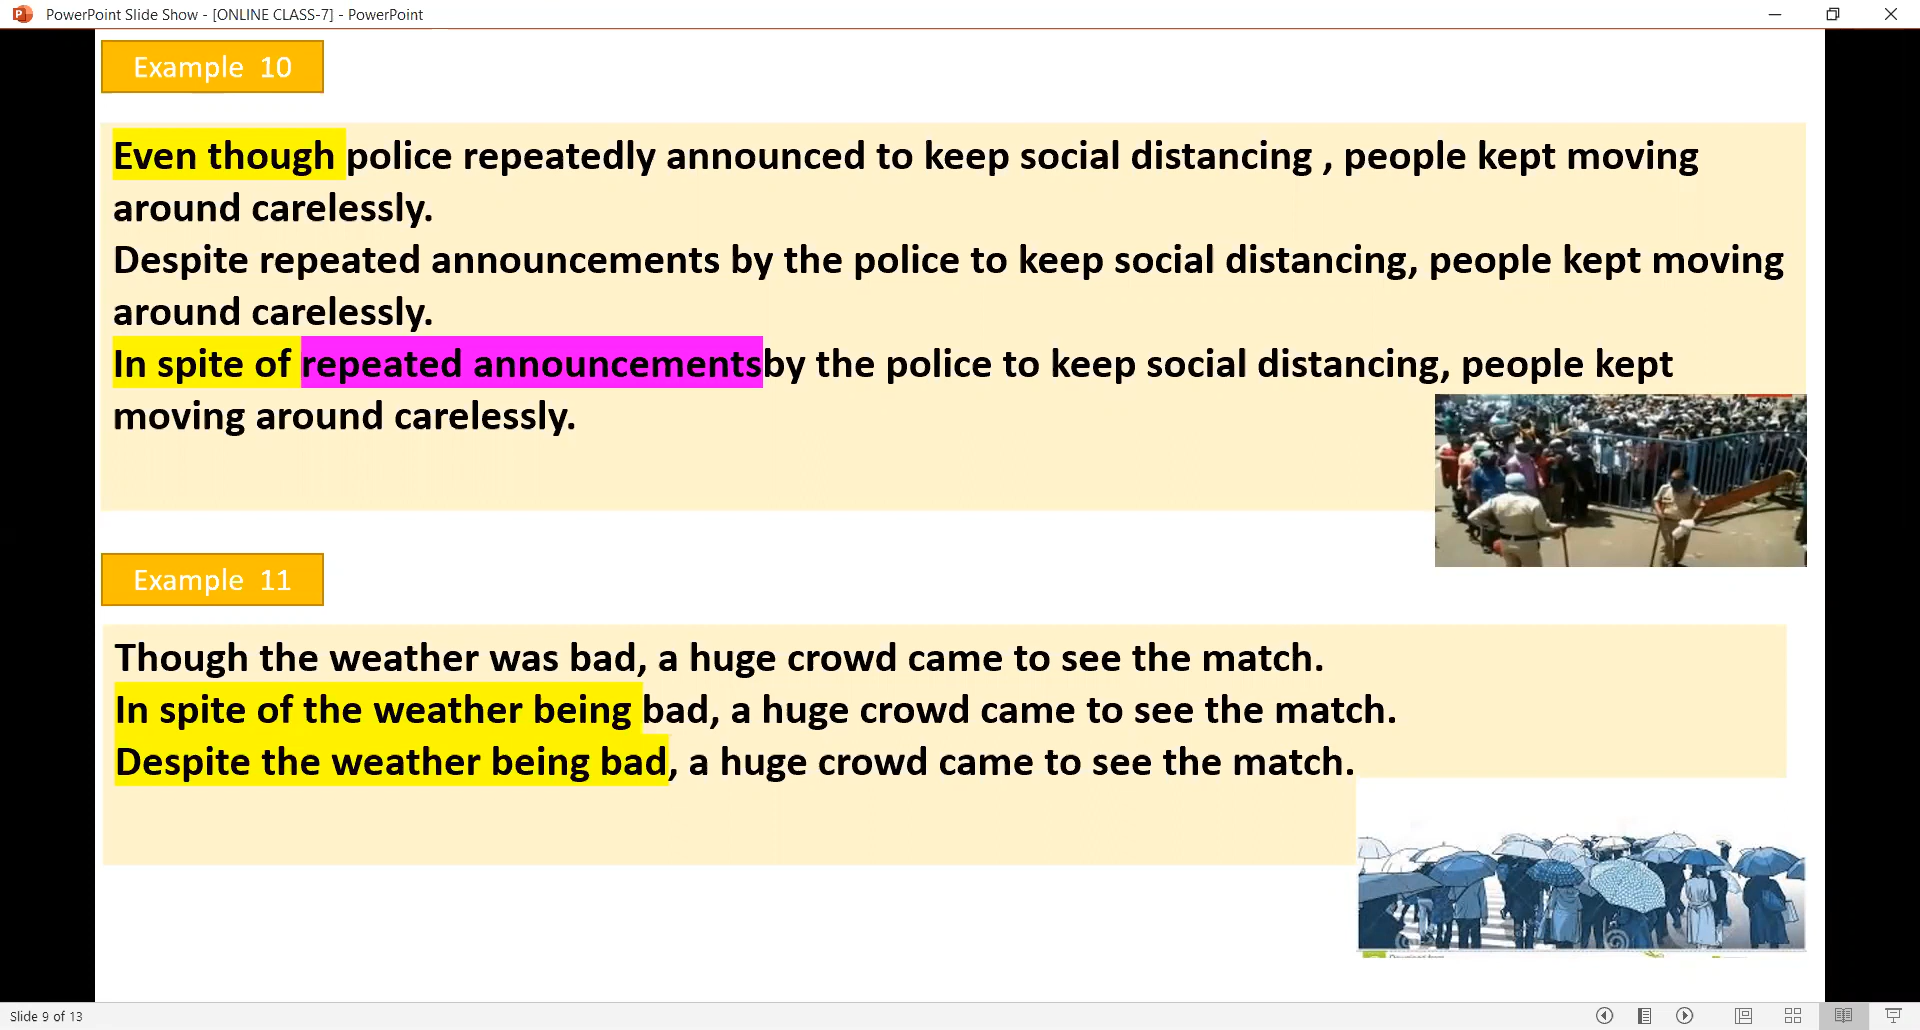 PowerPoint Slide Show - [ONLINE CLASS-7] - PowerPoint
Example 10
Even though police repeatedly announced to keep social distancing , people kept moving
around carelessly.
Despite repeated announcements by the police to keep social distancing, people kept moving
around carelessly.
In spite of repeated announcementsby the police to keep social distancing, people kept
moving around carelessly.
Example 11
Though the weather was bad, a huge crowd came to see the match.
In spite of the weather being bad, a huge crowd came to see the match.
Despite the weather being bad, a huge crowd came to see the match.
Slide 9 of 13